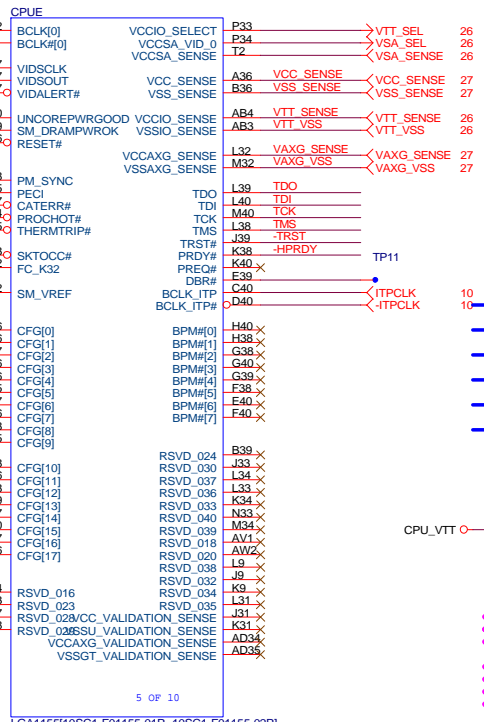 CPUE
BCLK[0] VCCIO_SELECT P33 VTT_SEL 26
BCLK#[0] VCCSA_VID_0 P34 VSA_SEL 26
VCCSA_SENSE T2 VSA_SENSE 26
VIDSCLK
VIDSOUT VCC_SENSE A36 VCC_SENSE VCC_SENSE 27
VIDALERT# VSS_SENSE B36 VSS_SENSE VSS_SENSE 27
UNCOREPWRGOOD VCCIO_SENSE AB4 VTT_SENSE VTT_SENSE 26
SM_DRAMPWROK VSSIO_SENSE AB3 VTT_VSS VTT_VSS 26
RESET#
VCCAXG_SENSE L32 VAXG_SENSE VAXG_SENSE 27
VSSAXG_SENSE M32 VAXG_VSS VAXG_VSS 27
PM_SYNC
PECI TDO L39 TDO
CATERR# TDI L40 TDI
PROCHOT# TCK M40 TCK
THERMTRIP# TMS L38 TMS
TRST# J39 -TRST
SKTOCC# PRDY# K38 -HPRDY TP11
FC_K32 PREQ# K40
DBR# E39
SM_VREF BCLK_ITP C40 ITPCLK 10
BCLK_ITP# D40 -ITPCLK 10
CFG[0] BPM#[0] H40
CFG[1] BPM#[1] H38
CFG[2] BPM#[2] G38
CFG[3] BPM#[3] G40
CFG[4] BPM#[4] G39
CFG[5] BPM#[5] F38
CFG[6] BPM#[6] E40
CFG[7] BPM#[7] F40
CFG[8]
CFG[9]
RSVD_024 B39
CFG[10] RSVD_030 J33
CFG[11] RSVD_037 L34
CFG[12] RSVD_036 L33
CFG[13] RSVD_033 K34
CFG[14] RSVD_040 N33
CFG[15] RSVD_039 M34
CFG[16] RSVD_018 AV1
CFG[17] RSVD_020 AW2
RSVD_038 L9
RSVD_032 J9
RSVD_016 RSVD_034 K9
RSVD_023 RSVD_035 L31
RSVD_028 VCC_VALIDATION_SENSE J31
VSSU_VALIDATION_SENSE K31
VCCAXG_VALIDATION_SENSE AD34
VSSGT_VALIDATION_SENSE AD35
CPU_VTT
5 OF 10